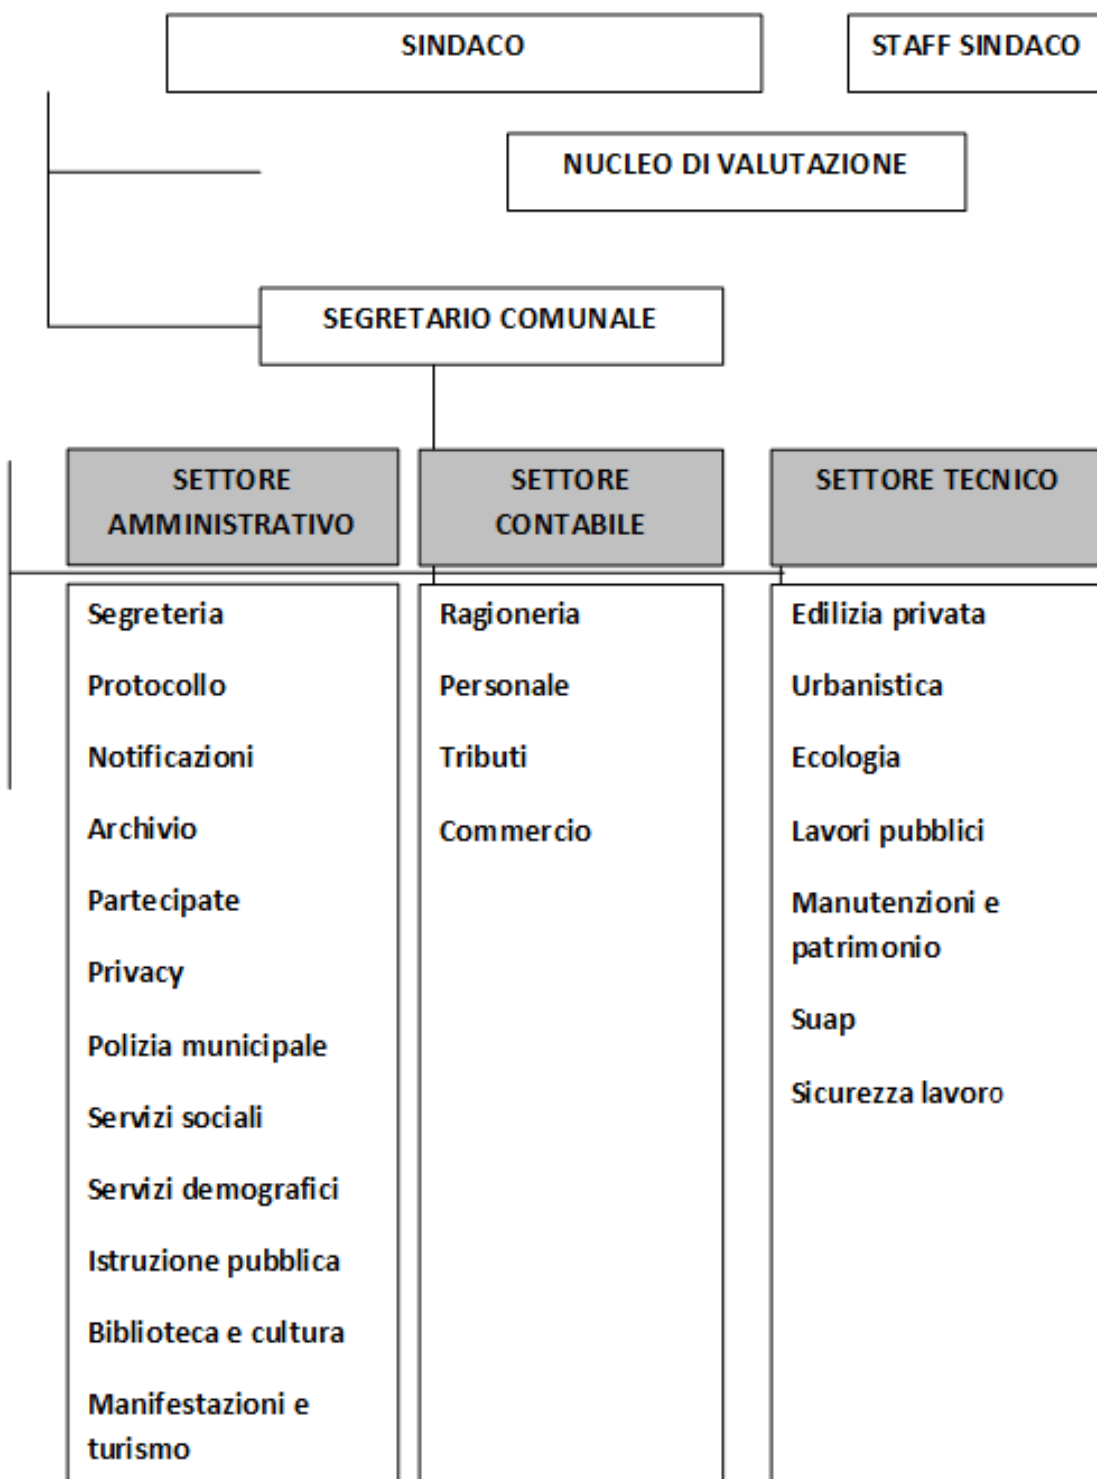 SINDACO
STAFF SINDACO
NUCLEO DI VALUTAZIONE
SEGRETARIO COMUNALE
SETTORE
AMMINISTRATIVO
SETTORE
CONTABILE
SETTORE TECNICO
Segreteria
Protocollo
Notificazioni
Archivio
Partecipate
Privacy
Polizia municipale
Servizi sociali
Servizi demografici
Istruzione pubblica
Biblioteca e cultura
Manifestazioni e
turismo
Ragioneria
Personale
Tributi
Commercio
Edilizia privata
Urbanistica
Ecologia
Lavori pubblici
Manutenzioni e
patrimonio
Suap
Sicurezza lavoro